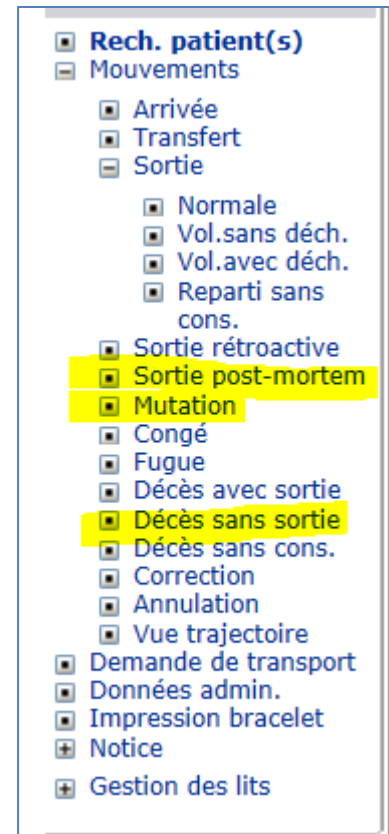 Rech. patient(s)
Mouvements
Arrivée
Transfert
Sortie
Normale
Vol.sans déch.
Vol.avec déch.
Reparti sans
cons.
Sortie rétroactive
Sortie post-mortem
Mutation
Congé
Fugue
Décès avec sortie
Décès sans sortie
Décès sans cons.
Correction
Annulation
Vue trajectoire
Demande de transport
Données admin.
Impression bracelet
Notice
Gestion des lits